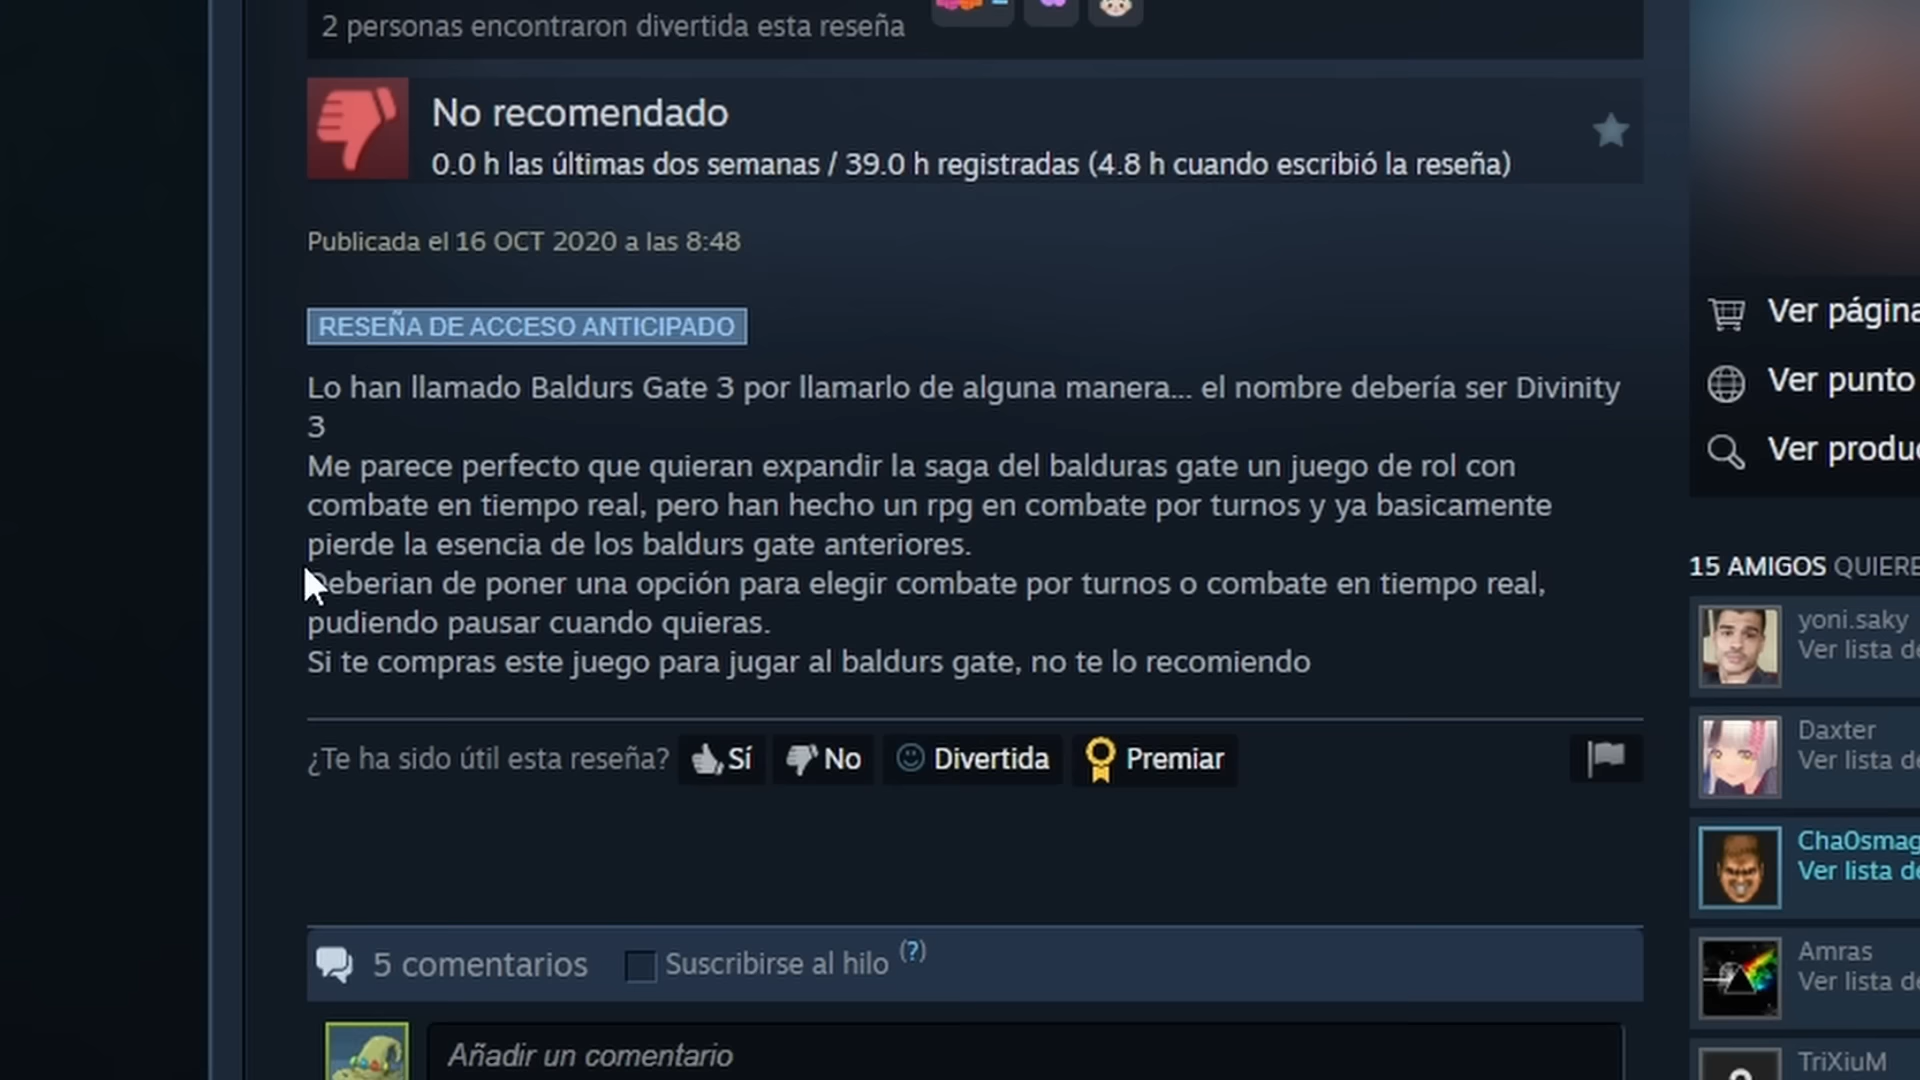 2 personas encontraron divertida esta reseña
No recomendado
0.0 h las últimas dos semanas / 39.0 h registradas (4.8 h cuando escribió la reseña)
Publicada el 16 OCT 2020 a las 8:48
RESEÑA DE ACCESO ANTICIPADO
Lo han llamado Baldurs Gate 3 por llamarlo de alguna manera... el nombre debería ser Divinity
3
Me parece perfecto que quieran expandir la saga del balduras gate un juego de rol con
combate en tiempo real, pero han hecho un rpg en combate por turnos y ya basicamente
pierde la esencia de los baldurs gate anteriores.
Deberian de poner una opción para elegir combate por turnos o combate en tiempo real,
pudiendo pausar cuando quieras.
Si te compras este juego para jugar al baldurs gate, no te lo recomiendo
¿Te ha sido útil esta reseña? Sí No Divertida Premiar
5 comentarios Suscribirse al hilo (?)
Añadir un comentario
Ver página
Ver punto
Ver produc
15 AMIGOS QUIERE
yoni.saky
Ver lista de
Daxter
Ver lista de
Cha0smag
Ver lista de
Amras
Ver lista de
TriXiuM